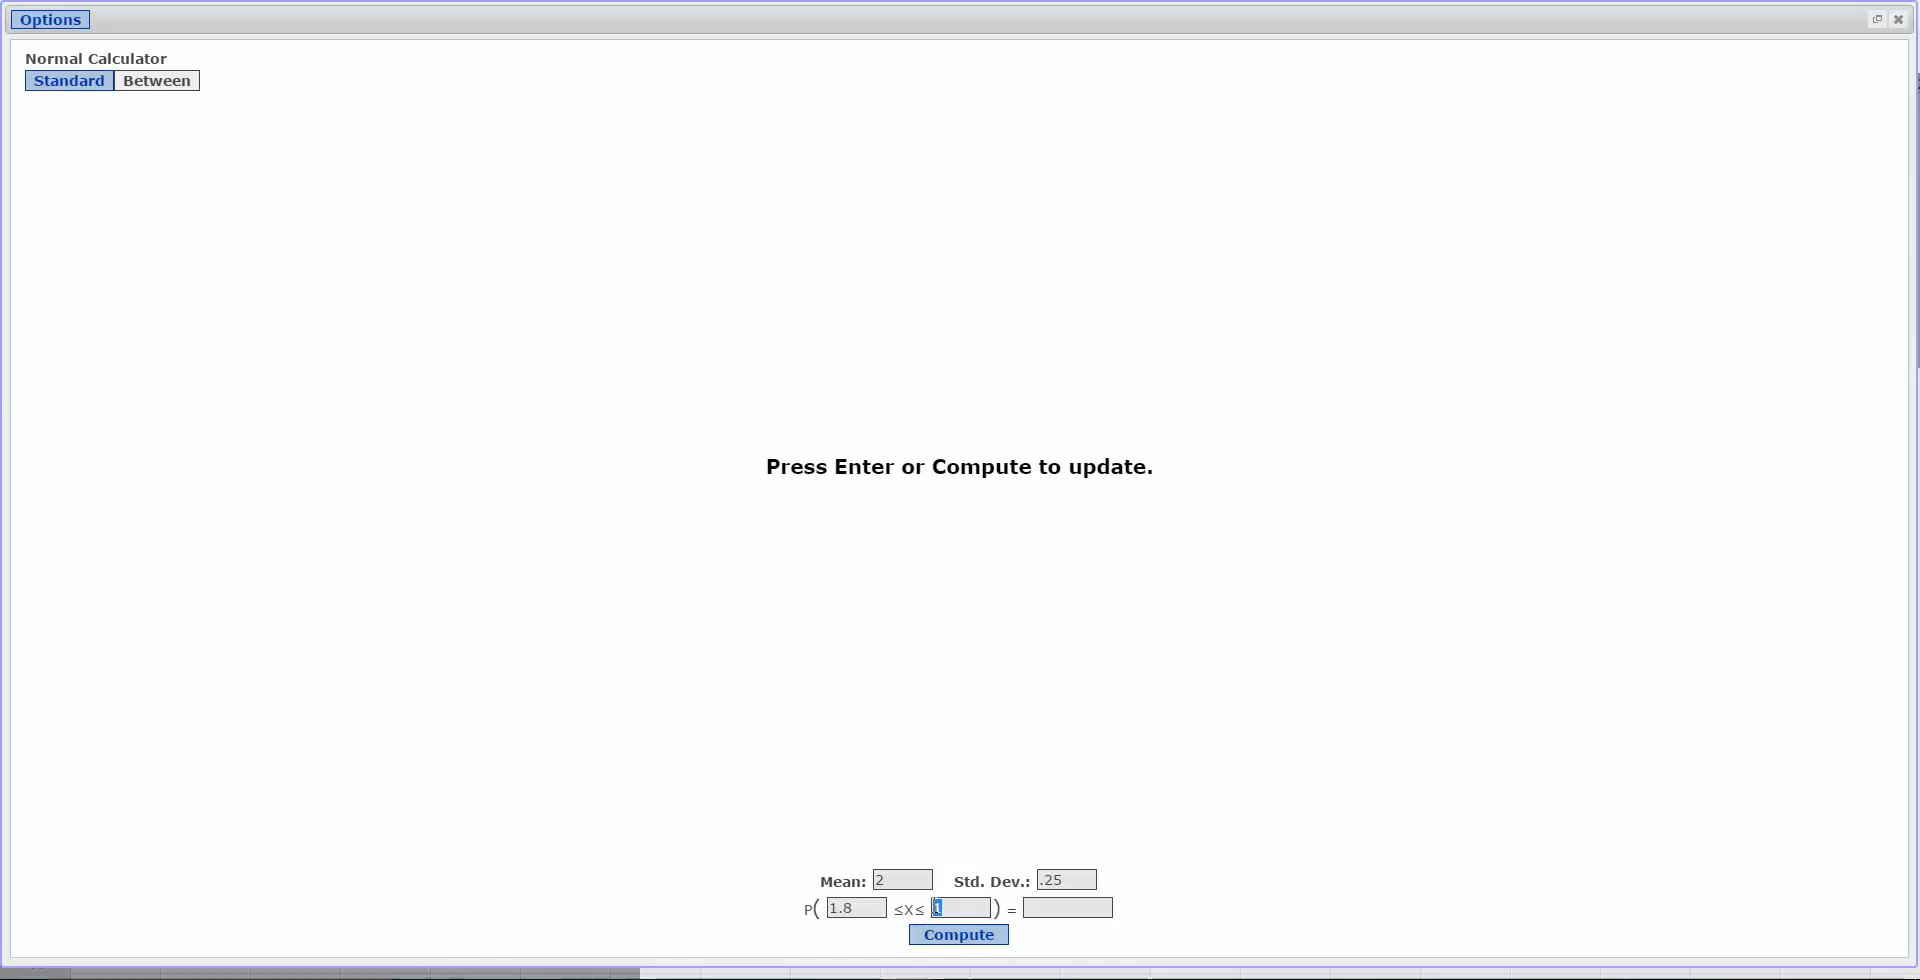 Options
Normal Calculator
Standard Between
Press Enter or Compute to update.
Mean: 2 Std. Dev.: .25
P( 1.8 ≤X≤ 1 ) =
Compute